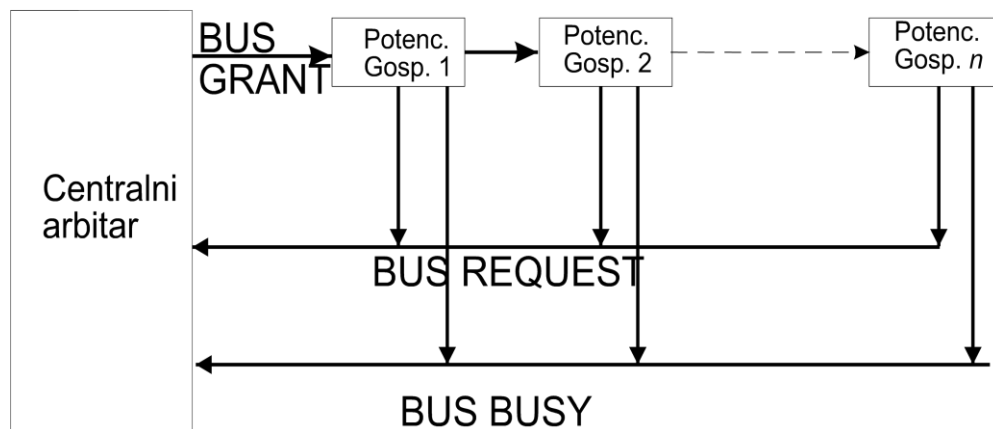 BUS
GRANT
Potenc.
Gosp. 1
Potenc.
Gosp. 2
Potenc.
Gosp. n
Centralni
arbitar
BUS REQUEST
BUS BUSY